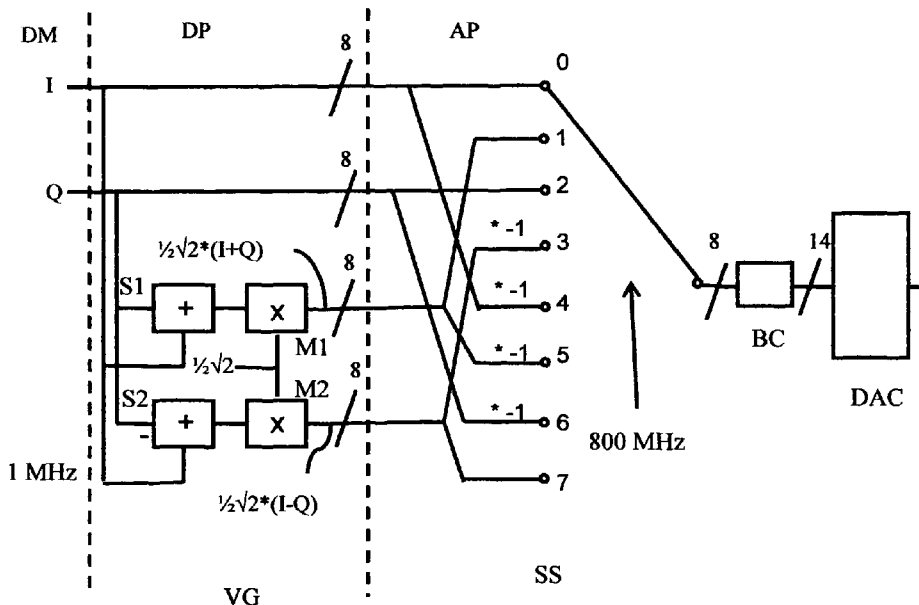 DM DP AP
8
0
I
1
8
Q
2
* -1 3
½√2*(I+Q)
8
8
14
S1
+
X
* -1 4
BC
M1
½√2
* -1 5
8
S2
M2
DAC
-
+
X
* -1 6
800 MHz
1 MHz
7
½√2*(I-Q)
VG
SS